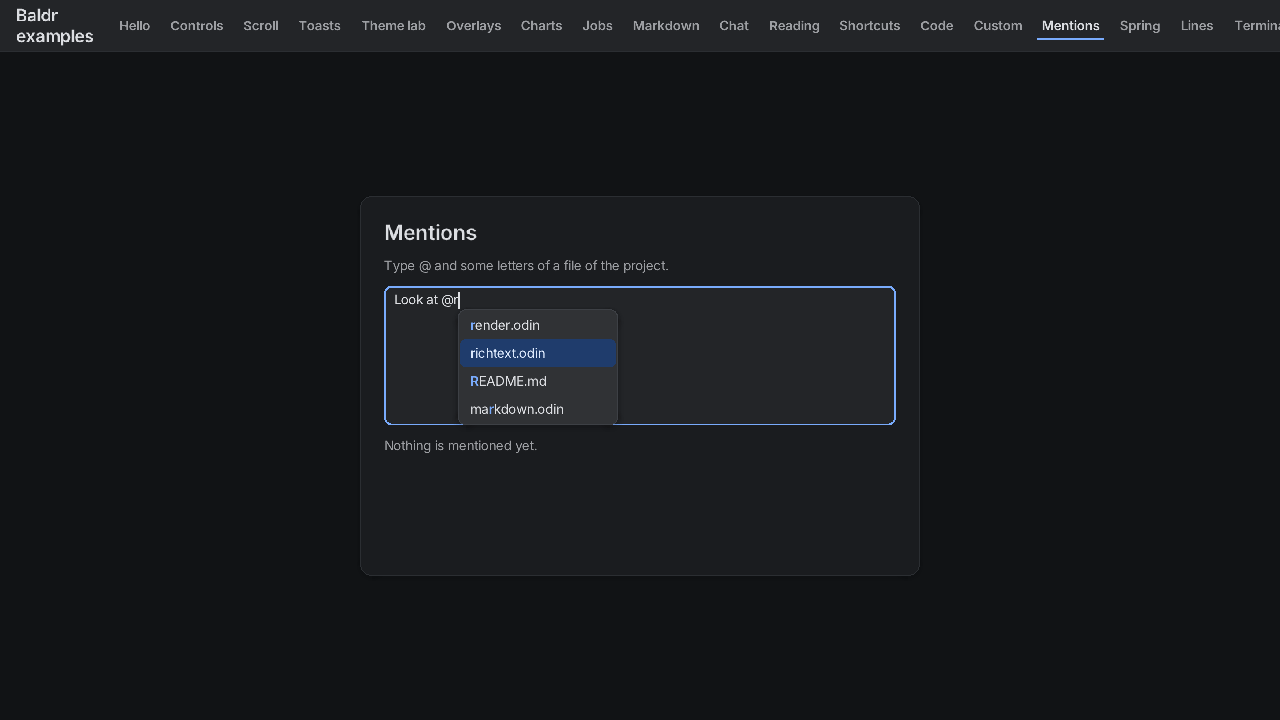 Baldr examples
Hello Controls Scroll Toasts Theme lab Overlays Charts Jobs Markdown Chat Reading Shortcuts Code Custom Mentions Spring Lines Termina
Mentions
Type @ and some letters of a file of the project.
Look at @r
render.odin
richtext.odin
README.md
markdown.odin
Nothing is mentioned yet.